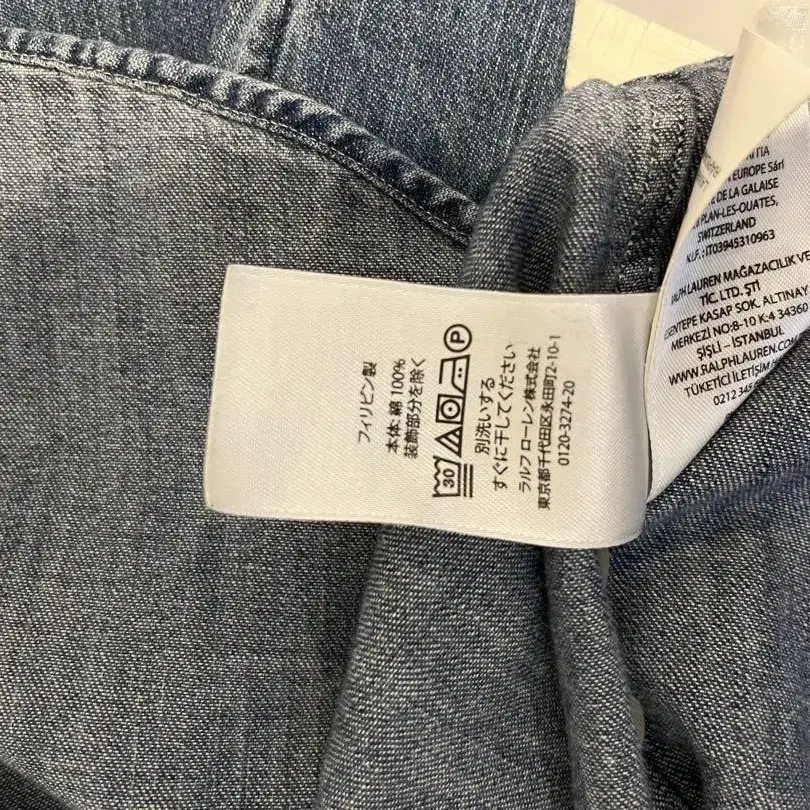 フィリピン製
本体: 綿 100%
装飾部分を除く
30
P
別洗いする
すぐに干してください
ラルフ ローレン株式会社
東京都千代田区永田町2-10-1
0120-3274-20
EUROPE Sàrl
DE LA GALAISE
PLAN-LES-OUATES,
SWITZERLAND
N.I.F.: IT03945310963
RALPH LAUREN MAĞAZACILIK VE
TİC. LTD. ŞTİ
ESENTEPE KASAP SOK. ALTINAY
MERKEZİ NO:8-10 K:4 34360
ŞİŞLİ - İSTANBUL
WWW.RALPHLAUREN.COM
TÜKETİCİ İLETİŞİM
0212 345